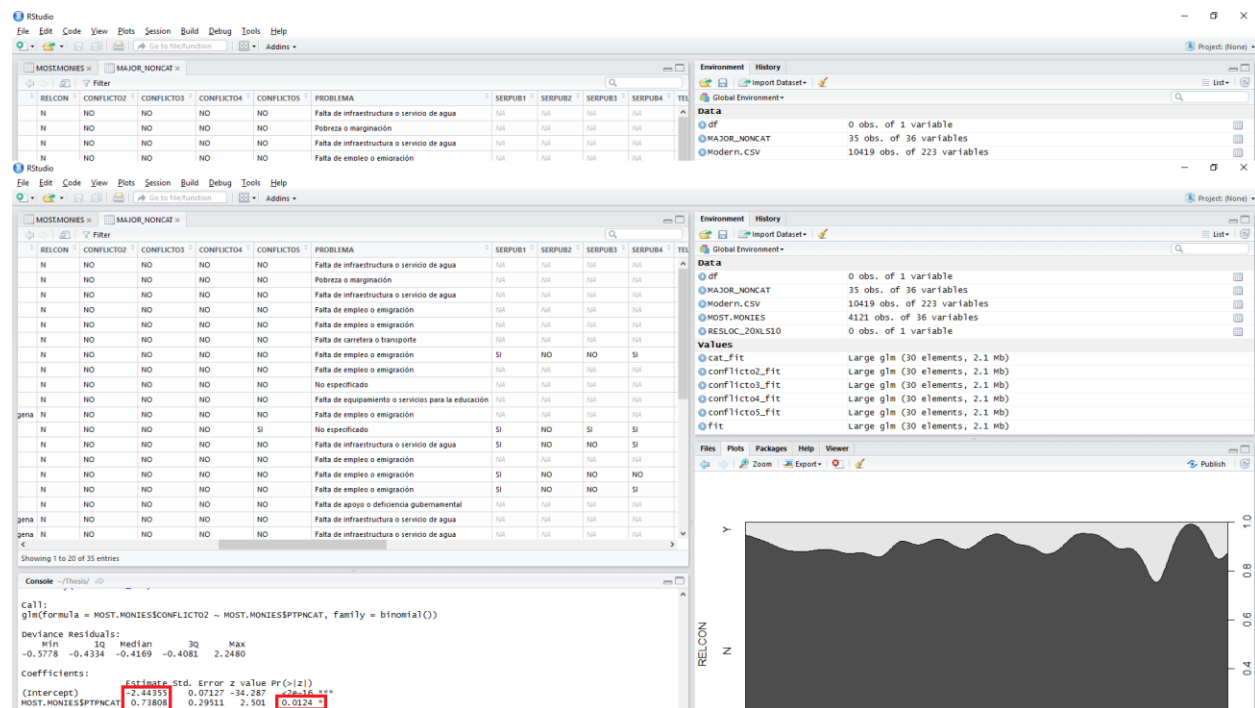 RStudio
File Edit Code View Plots Session Build Debug Tools Help
Go to file/function Addins
Project: (None)
MOST.MONIES MAJOR_NONCAT
Filter
RELCON CONFLICTO2 CONFLICTO3 CONFLICTO4 CONFLICTO5 PROBLEMA SERPUB1 SERPUB2 SERPUB3 SERPUB4 TEL
N NO NO NO NO Falta de infraestructura o servicio de agua NA NA NA NA
N NO NO NO NO Pobreza o marginación NA NA NA NA
N NO NO NO NO Falta de infraestructura o servicio de agua NA NA NA NA
N NO NO NO NO Falta de empleo o emigración NA NA NA NA
Environment History
Import Dataset List
Global Environment
Data
df 0 obs. of 1 variable
MAJOR_NONCAT 35 obs. of 36 variables
Modern.CSV 10419 obs. of 223 variables
RStudio
File Edit Code View Plots Session Build Debug Tools Help
Go to file/function Addins
Project: (None)
MOST.MONIES MAJOR_NONCAT
Filter
RELCON CONFLICTO2 CONFLICTO3 CONFLICTO4 CONFLICTO5 PROBLEMA SERPUB1 SERPUB2 SERPUB3 SERPUB4 TEL
N NO NO NO NO Falta de infraestructura o servicio de agua NA NA NA NA
N NO NO NO NO Pobreza o marginación NA NA NA NA
N NO NO NO NO Falta de infraestructura o servicio de agua NA NA NA NA
N NO NO NO NO Falta de empleo o emigración NA NA NA NA
N NO NO NO NO Falta de empleo o emigración NA NA NA NA
N NO NO NO NO Falta de carretera o transporte NA NA NA NA
N NO NO NO NO Falta de empleo o emigración SI NO NO SI
N NO NO NO NO Falta de empleo o emigración NA NA NA NA
N NO NO NO NO No especificado NA NA NA NA
N NO NO NO NO Falta de equipamiento o servicios para la educación NA NA NA NA
gena N NO NO NO NO Falta de empleo o emigración NA NA NA NA
N NO NO NO SI No especificado SI NO SI SI
N NO NO NO NO Falta de infraestructura o servicio de agua SI NO NO SI
N NO NO NO NO Falta de empleo o emigración NA NA NA NA
N NO NO NO NO Falta de empleo o emigración SI NO NO NO
N NO NO NO NO Falta de empleo o emigración SI NO NO SI
N NO NO NO NO Falta de apoyo o deficiencia gubernamental NA NA NA NA
gena N NO NO NO NO Falta de infraestructura o servicio de agua NA NA NA NA
gena N NO NO NO NO Falta de infraestructura o servicio de agua NA NA NA NA
Showing 1 to 20 of 35 entries
Console ~/Thesis/
Call:
glm(formula = MOST.MONIES$CONFLICTO2 ~ MOST.MONIES$PTPNCAT, family = binomial())
Deviance Residuals:
Min 1Q Median 3Q Max
-0.5778 -0.4334 -0.4169 -0.4081 2.2480
Coefficients:
Estimate Std. Error z value Pr(>|z|)
(Intercept) -2.44355 0.07127 -34.287 <2e-16 ***
MOST.MONIES$PTPNCAT 0.73808 0.29511 2.501 0.0124 *
Environment History
Import Dataset List
Global Environment
Data
df 0 obs. of 1 variable
MAJOR_NONCAT 35 obs. of 36 variables
Modern.CSV 10419 obs. of 223 variables
MOST.MONIES 4121 obs. of 36 variables
RESLOC_20XLS10 0 obs. of 1 variable
Values
cat_fit Large glm (30 elements, 2.1 Mb)
conflicto2_fit Large glm (30 elements, 2.1 Mb)
conflicto3_fit Large glm (30 elements, 2.1 Mb)
conflicto4_fit Large glm (30 elements, 2.1 Mb)
conflicto5_fit Large glm (30 elements, 2.1 Mb)
fit Large glm (30 elements, 2.1 Mb)
Files Plots Packages Help Viewer
Zoom Export Publish
RELCON
Y
N
1.0
0.8
0.6
0.4